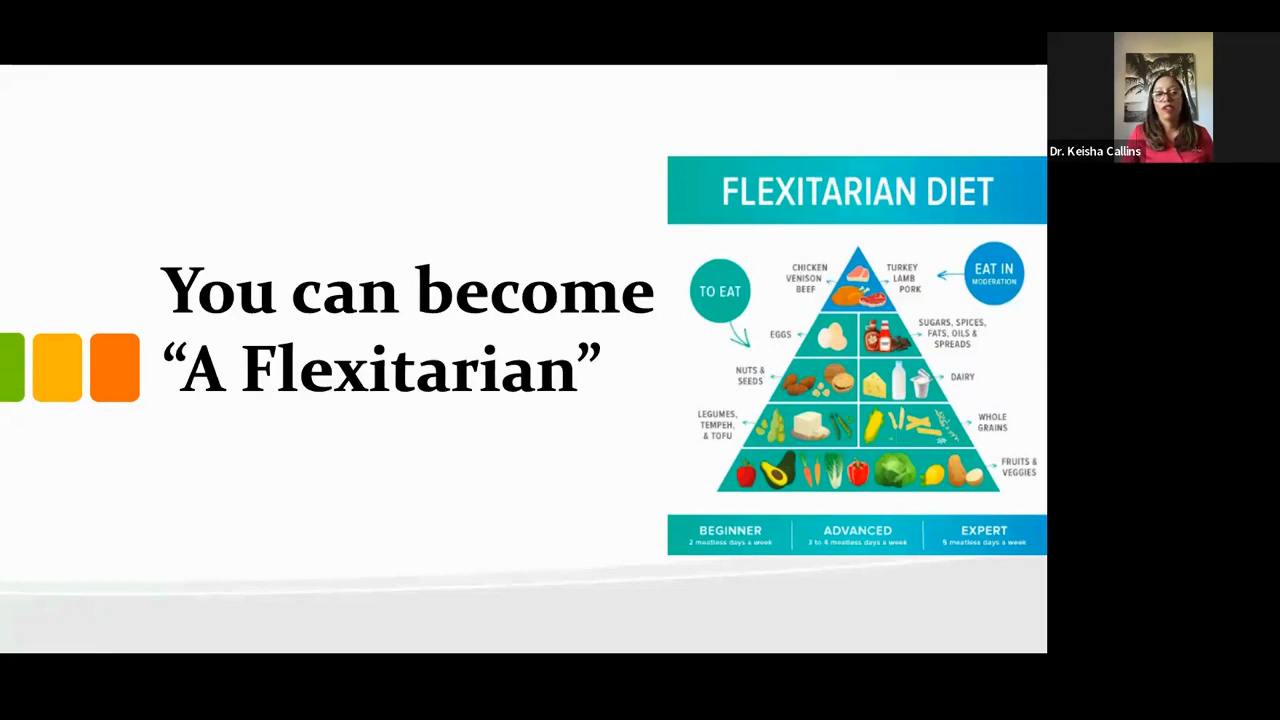 You can become
“A Flexitarian”
FLEXITARIAN DIET
TO EAT
EAT IN
MODERATION
CHICKEN
VENISON
BEEF
TURKEY
LAMB
PORK
EGGS
SUGARS, SPICES,
FATS, OILS &
SPREADS
NUTS &
SEEDS
DAIRY
LEGUMES,
TEMPEH,
& TOFU
WHOLE
GRAINS
FRUITS &
VEGGIES
BEGINNER
2 meatless days a week
ADVANCED
3 to 4 meatless days a week
EXPERT
5 meatless days a week
Dr. Keisha Callins